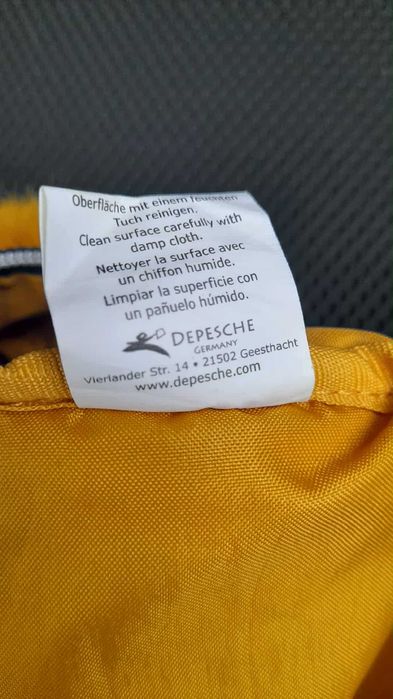 Oberfläche mit einem feuchten
Tuch reinigen.
Clean surface carefully with
damp cloth.
Nettoyer la surface avec
un chiffon humide.
Limpiar la superficie con
un pañuelo húmido.
DEPESCHE
GERMANY
Vierlander Str. 14 • 21502 Geesthacht
www.depesche.com